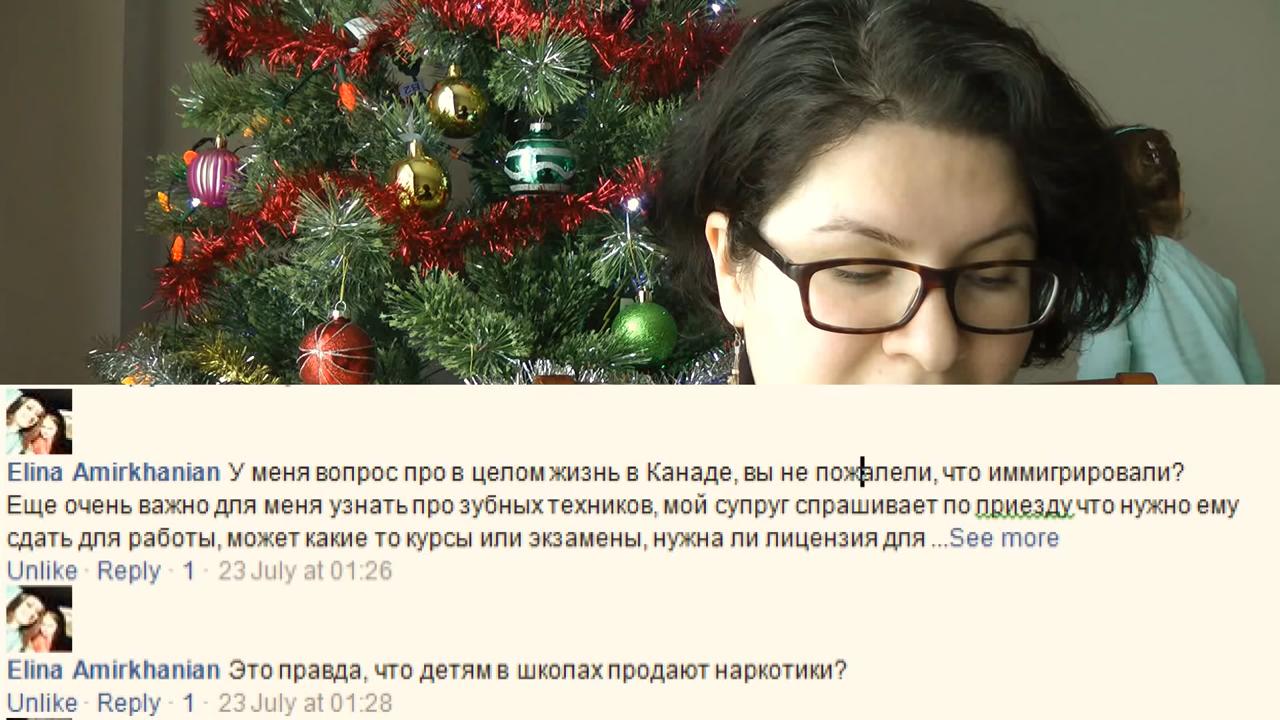 Elina Amirkhanian У меня вопрос про в целом жизнь в Канаде, вы не пожалели, что иммигрировали?
Еще очень важно для меня узнать про зубных техников, мой супруг спрашивает по приезду что нужно ему
сдать для работы, может какие то курсы или экзамены, нужна ли лицензия для ...See more
Unlike · Reply · 1 · 23 July at 01:26
Elina Amirkhanian Это правда, что детям в школах продают наркотики?
Unlike · Reply · 1 · 23 July at 01:28